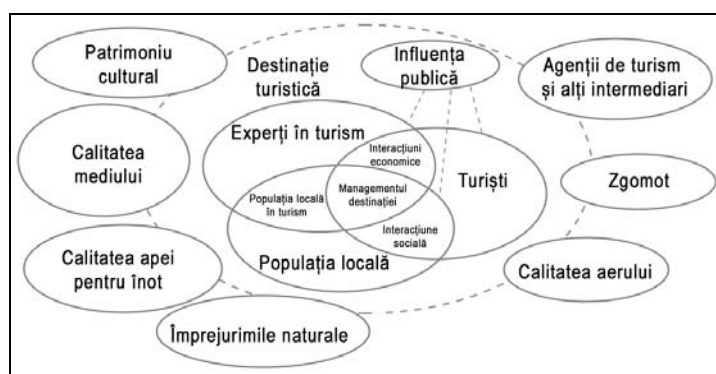 Patrimoniu
cultural
Destinație
turistică
Influența
publică
Agenții de turism
și alți intermediari
Calitatea
mediului
Experți în turism
Interacțiuni
economice
Turiști
Zgomot
Populația locală
în turism
Managementul
destinației
Interacțiune
socială
Populația locală
Calitatea apei
pentru înot
Calitatea aerului
Împrejurimile naturale